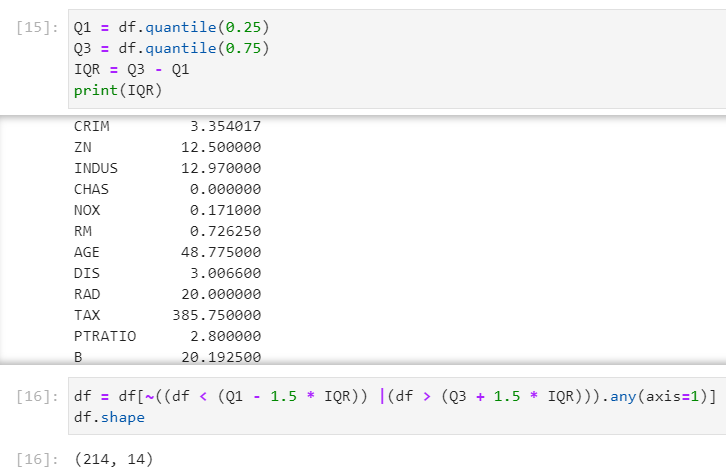 [15]: Q1 = df.quantile(0.25)
Q3 = df.quantile(0.75)
IQR = Q3 - Q1
print(IQR)
CRIM 3.354017
ZN 12.500000
INDUS 12.970000
CHAS 0.000000
NOX 0.171000
RM 0.726250
AGE 48.775000
DIS 3.006600
RAD 20.000000
TAX 385.750000
PTRATIO 2.800000
B 20.192500
[16]: df = df[~((df < (Q1 - 1.5 * IQR)) |(df > (Q3 + 1.5 * IQR))).any(axis=1)]
df.shape
[16]: (214, 14)